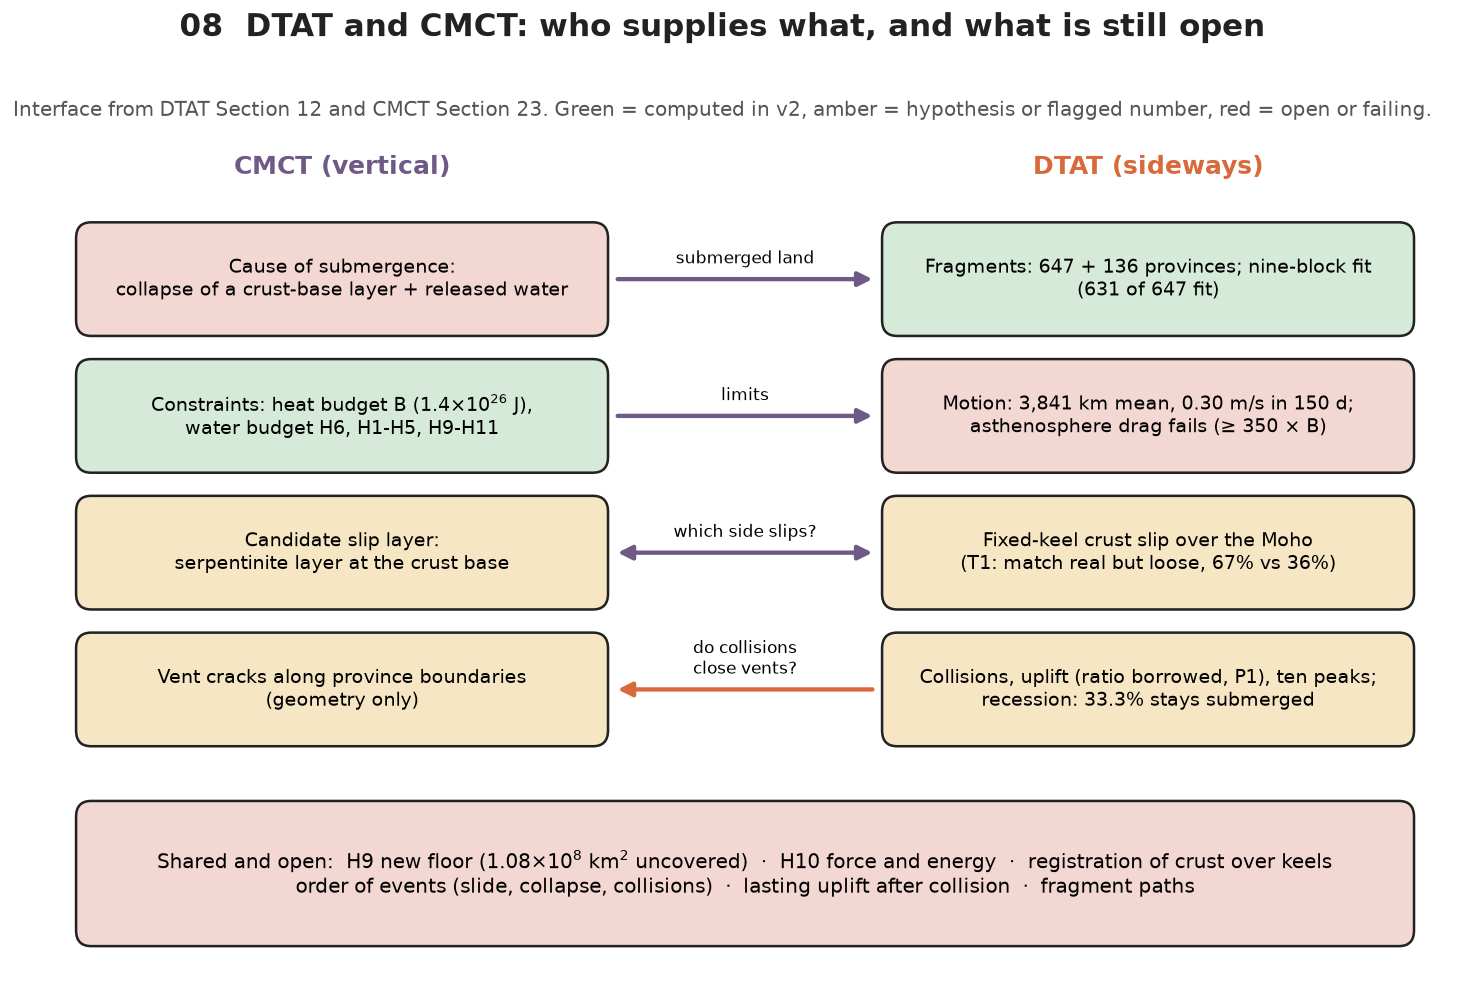 08 DTAT and CMCT: who supplies what, and what is still open
Interface from DTAT Section 12 and CMCT Section 23. Green = computed in v2, amber = hypothesis or flagged number, red = open or failing.
CMCT (vertical)
DTAT (sideways)
Cause of submergence:
collapse of a crust-base layer + released water
submerged land
Fragments: 647 + 136 provinces; nine-block fit
(631 of 647 fit)
Constraints: heat budget B (1.4×10²⁶ J),
water budget H6, H1-H5, H9-H11
limits
Motion: 3,841 km mean, 0.30 m/s in 150 d;
asthenosphere drag fails (≥ 350 × B)
Candidate slip layer:
serpentinite layer at the crust base
which side slips?
Fixed-keel crust slip over the Moho
(T1: match real but loose, 67% vs 36%)
Vent cracks along province boundaries
(geometry only)
do collisions
close vents?
Collisions, uplift (ratio borrowed, P1), ten peaks;
recession: 33.3% stays submerged
Shared and open: H9 new floor (1.08×10⁸ km² uncovered) · H10 force and energy · registration of crust over keels
order of events (slide, collapse, collisions) · lasting uplift after collision · fragment paths